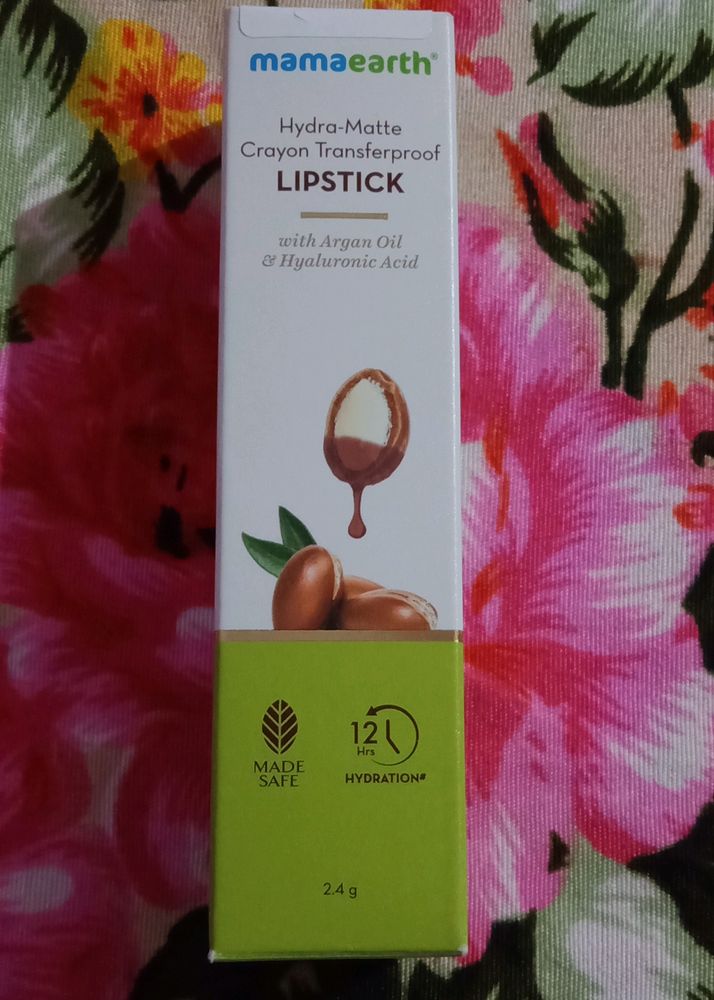 mamaearth®
Hydra-Matte
Crayon Transferproof
LIPSTICK
with Argan Oil
& Hyaluronic Acid
MADE
SAFE
12
Hrs
HYDRATION#
2.4 g